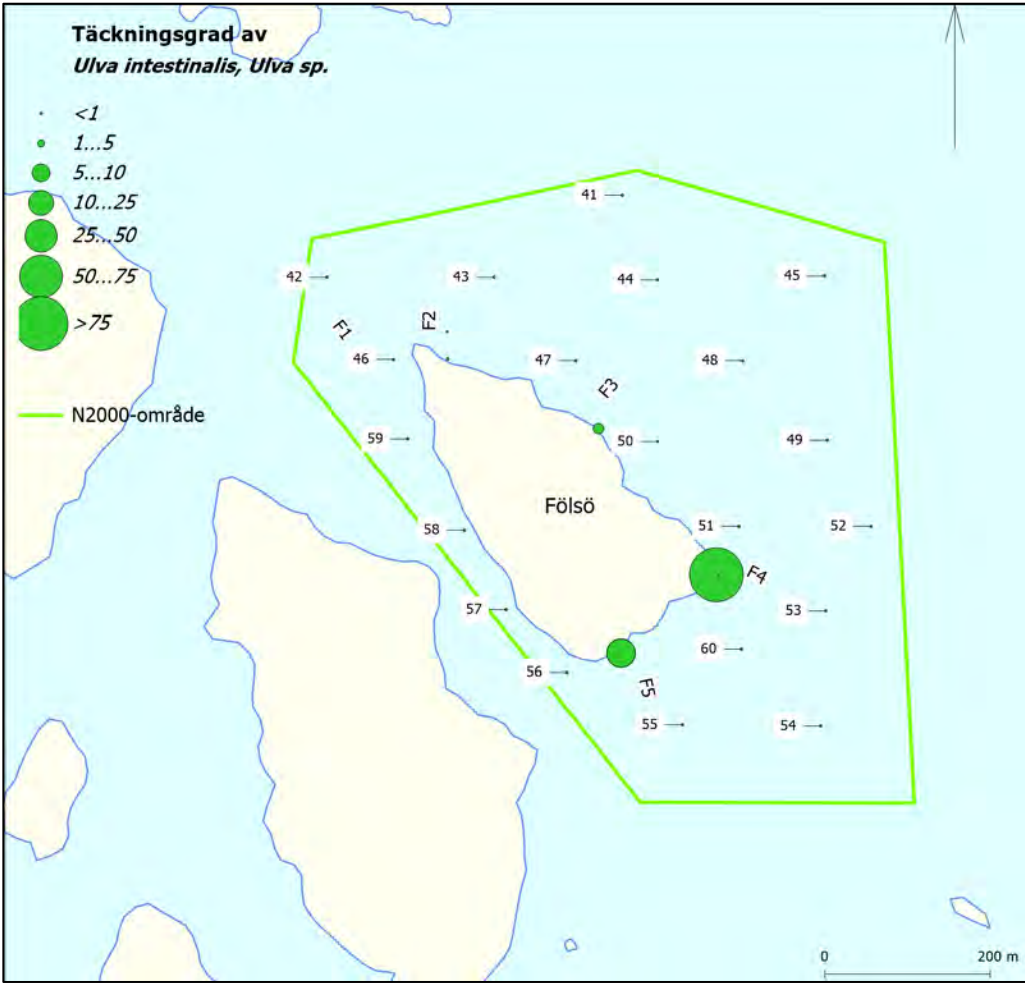 Täckningsgrad av
Ulva intestinalis, Ulva sp.
<1
1...5
5...10
10...25
25...50
50...75
>75
N2000-område
41
42
43
44
45
F1
F2
46
47
48
F3
59
50
49
Fölsö
58
51
52
F4
57
53
60
56
F5
55
54
0
200 m